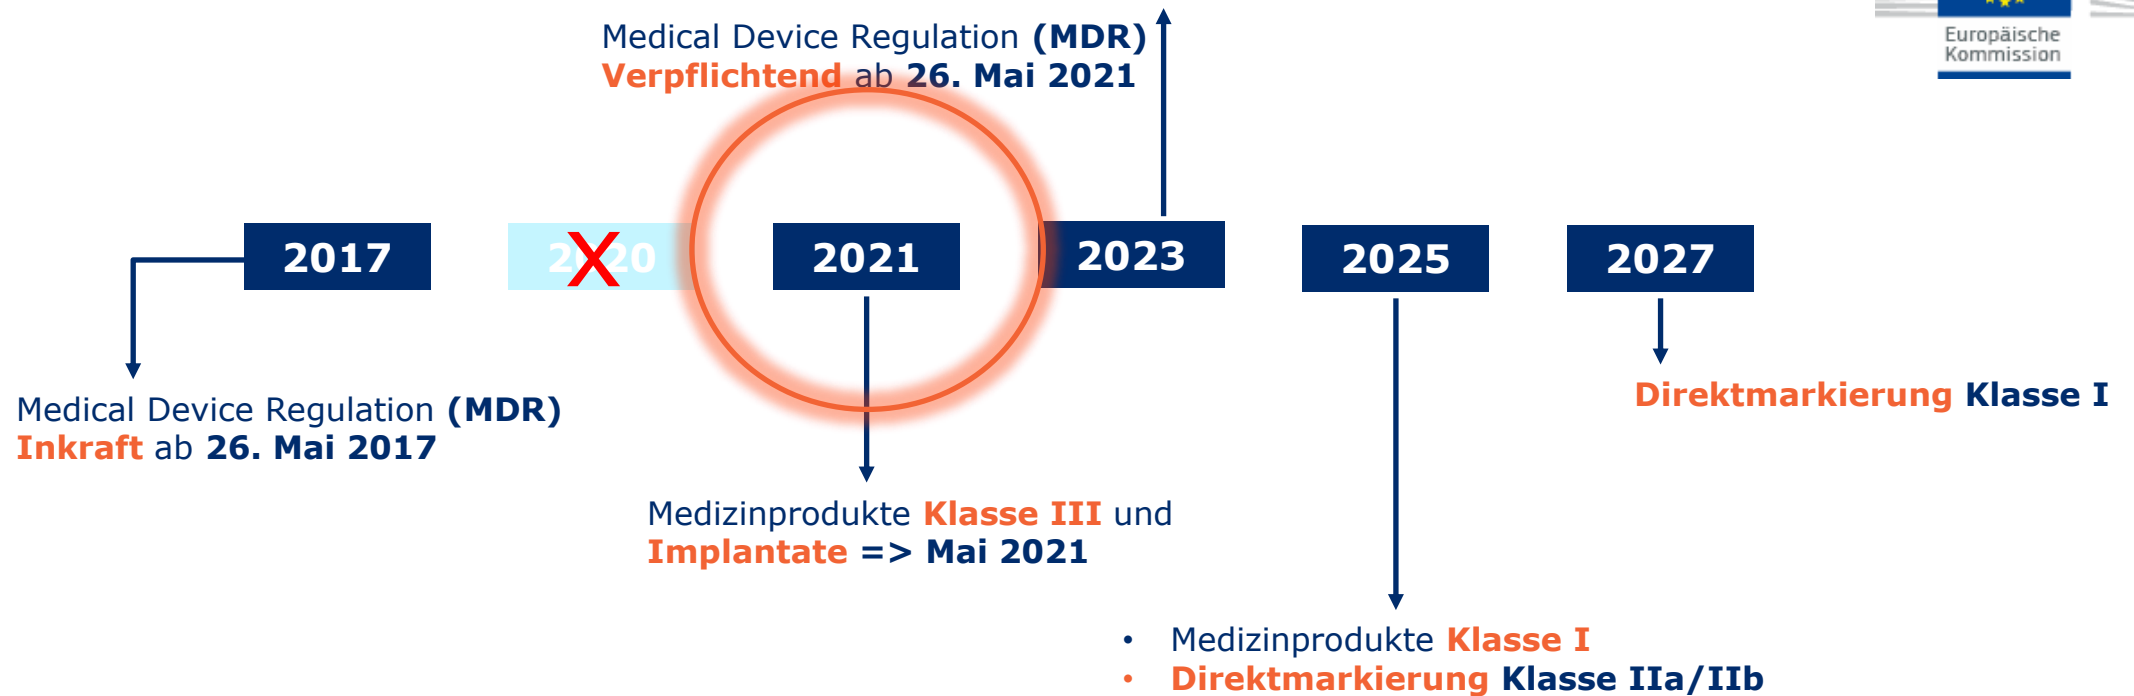 Medical Device Regulation (MDR)
Verpflichtend ab 26. Mai 2021
Europäische
Kommission
2017
2020
X
2021
2023
2025
2027
Medical Device Regulation (MDR)
Inkraft ab 26. Mai 2017
Direktmarkierung Klasse I
Medizinprodukte Klasse III und
Implantate => Mai 2021
• Medizinprodukte Klasse I
• Direktmarkierung Klasse IIa/IIb